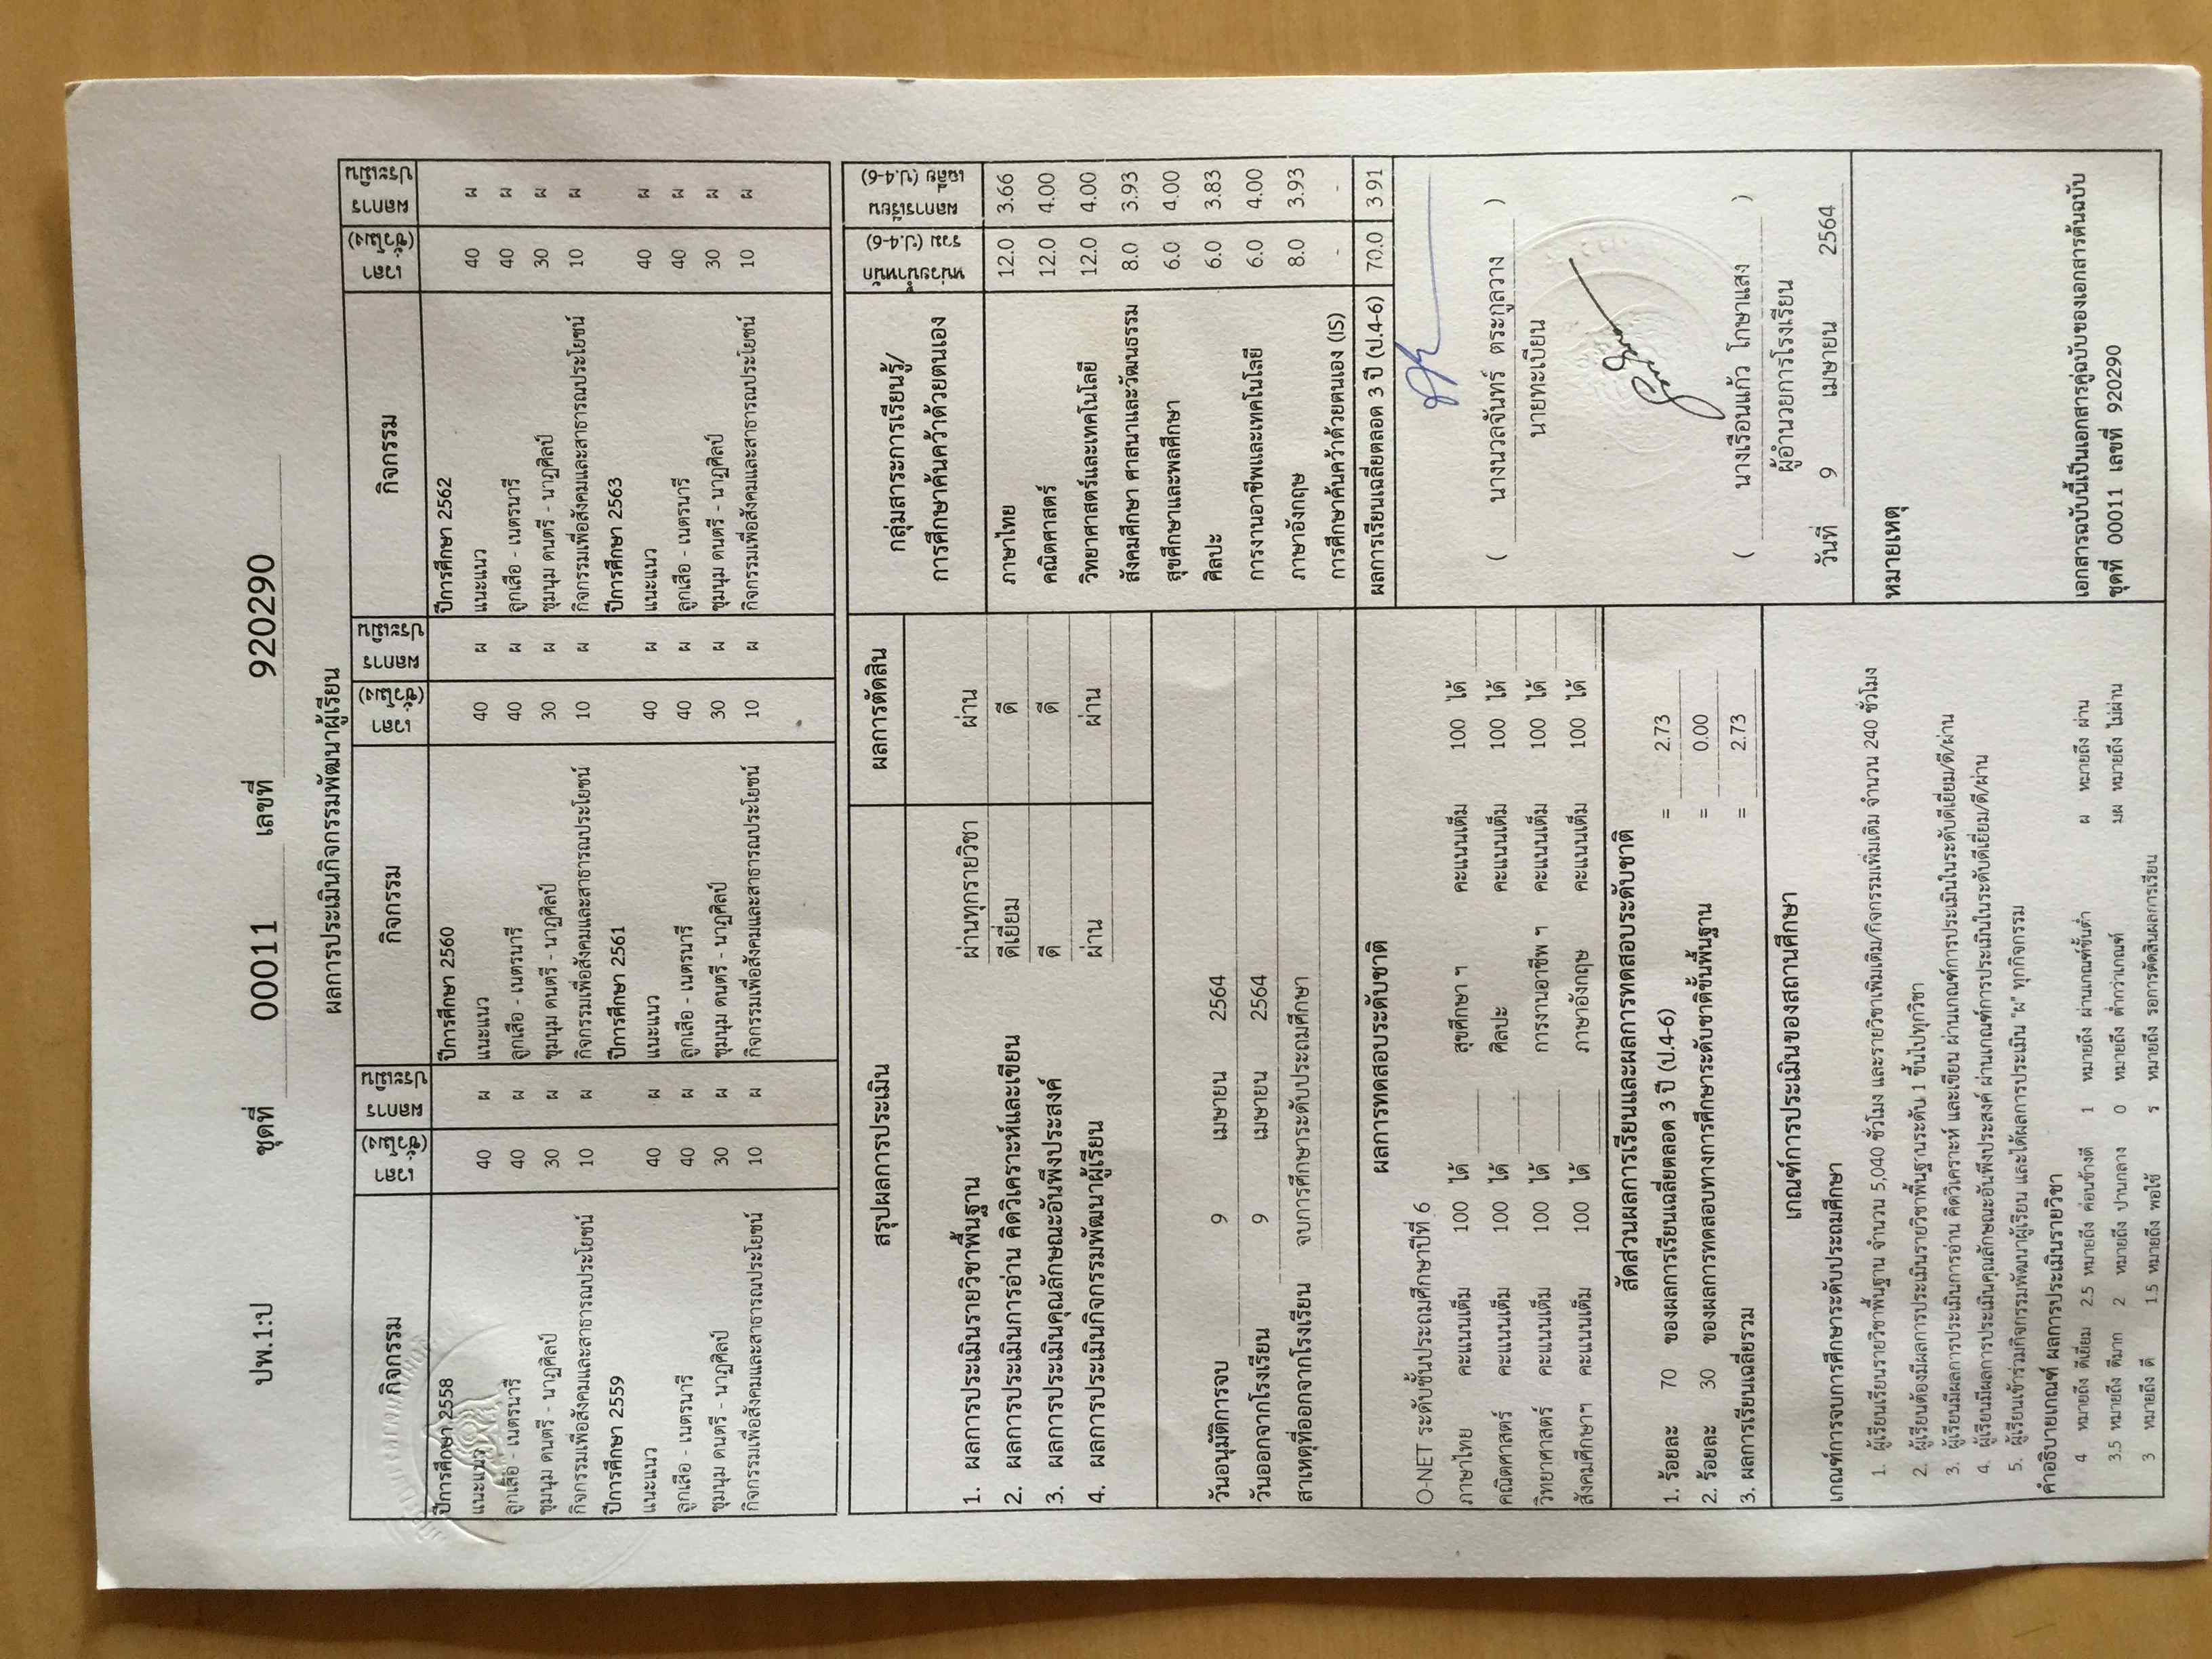 ปพ.1:ป ชุดที่ 00011 เลขที่ 920290
ผลการประเมินกิจกรรมพัฒนาผู้เรียน
กิจกรรม เวลา (ชั่วโมง) ผลการประเมิน กิจกรรม เวลา (ชั่วโมง) ผลการประเมิน กิจกรรม เวลา (ชั่วโมง) ผลการประเมิน
ปีการศึกษา 2558 ปีการศึกษา 2560 ปีการศึกษา 2562
แนะแนว 40 ผ แนะแนว 40 ผ แนะแนว 40 ผ
ลูกเสือ - เนตรนารี 40 ผ ลูกเสือ - เนตรนารี 40 ผ ลูกเสือ - เนตรนารี 40 ผ
ชุมนุม ดนตรี - นาฏศิลป์ 30 ผ ชุมนุม ดนตรี - นาฏศิลป์ 30 ผ ชุมนุม ดนตรี - นาฏศิลป์ 30 ผ
กิจกรรมเพื่อสังคมและสาธารณประโยชน์ 10 ผ กิจกรรมเพื่อสังคมและสาธารณประโยชน์ 10 ผ กิจกรรมเพื่อสังคมและสาธารณประโยชน์ 10 ผ
ปีการศึกษา 2559 ปีการศึกษา 2561 ปีการศึกษา 2563
แนะแนว 40 ผ แนะแนว 40 ผ แนะแนว 40 ผ
ลูกเสือ - เนตรนารี 40 ผ ลูกเสือ - เนตรนารี 40 ผ ลูกเสือ - เนตรนารี 40 ผ
ชุมนุม ดนตรี - นาฏศิลป์ 30 ผ ชุมนุม ดนตรี - นาฏศิลป์ 30 ผ ชุมนุม ดนตรี - นาฏศิลป์ 30 ผ
กิจกรรมเพื่อสังคมและสาธารณประโยชน์ 10 ผ กิจกรรมเพื่อสังคมและสาธารณประโยชน์ 10 ผ กิจกรรมเพื่อสังคมและสาธารณประโยชน์ 10 ผ
สรุปผลการประเมิน ผลการตัดสิน
1. ผลการประเมินรายวิชาพื้นฐาน ผ่านทุกรายวิชา ผ่าน
2. ผลการประเมินการอ่าน คิดวิเคราะห์และเขียน ดีเยี่ยม ดี
3. ผลการประเมินคุณลักษณะอันพึงประสงค์ ดี ดี
4. ผลการประเมินกิจกรรมพัฒนาผู้เรียน ผ่าน ผ่าน
วันอนุมัติการจบ 9 เมษายน 2564
วันออกจากโรงเรียน 9 เมษายน 2564
สาเหตุที่ออกจากโรงเรียน จบการศึกษาระดับประถมศึกษา
กลุ่มสาระการเรียนรู้/
การศึกษาค้นคว้าด้วยตนเอง
หน่วยน้ำหนัก รวม (ป.4-6) ผลการเรียน เฉลี่ย (ป.4-6)
ภาษาไทย 12.0 3.66
คณิตศาสตร์ 12.0 4.00
วิทยาศาสตร์และเทคโนโลยี 12.0 4.00
สังคมศึกษา ศาสนาและวัฒนธรรม 8.0 3.93
สุขศึกษาและพลศึกษา 6.0 4.00
ศิลปะ 6.0 3.83
การงานอาชีพและเทคโนโลยี 6.0 4.00
ภาษาอังกฤษ 8.0 3.93
การศึกษาค้นคว้าด้วยตนเอง (IS) - -
ผลการเรียนเฉลี่ยตลอด 3 ปี (ป.4-6) 70.0 3.91
ผลการทดสอบระดับชาติ
O-NET ระดับชั้นประถมศึกษาปีที่ 6
ภาษาไทย คะแนนเต็ม 100 ได้ สุขศึกษา ฯ คะแนนเต็ม 100 ได้
คณิตศาสตร์ คะแนนเต็ม 100 ได้ ศิลปะ คะแนนเต็ม 100 ได้
วิทยาศาสตร์ คะแนนเต็ม 100 ได้ การงานอาชีพ ฯ คะแนนเต็ม 100 ได้
สังคมศึกษาฯ คะแนนเต็ม 100 ได้ ภาษาอังกฤษ คะแนนเต็ม 100 ได้
สัดส่วนผลการเรียนและผลการทดสอบระดับชาติ
1. ร้อยละ 70 ของผลการเรียนเฉลี่ยตลอด 3 ปี (ป.4-6) = 2.73
2. ร้อยละ 30 ของผลการทดสอบทางการศึกษาระดับชาติขั้นพื้นฐาน = 0.00
3. ผลการเรียนเฉลี่ยรวม = 2.73
เกณฑ์การประเมินของสถานศึกษา
เกณฑ์การจบการศึกษาระดับประถมศึกษา
1. ผู้เรียนเรียนรายวิชาพื้นฐาน จำนวน 5,040 ชั่วโมง และรายวิชาเพิ่มเติม/กิจกรรมเพิ่มเติม จำนวน 240 ชั่วโมง
2. ผู้เรียนต้องมีผลการประเมินรายวิชาพื้นฐานระดับ 1 ขึ้นไปทุกวิชา
3. ผู้เรียนมีผลการประเมินการอ่าน คิดวิเคราะห์ และเขียน ผ่านเกณฑ์การประเมินในระดับดีเยี่ยม/ดี/ผ่าน
4. ผู้เรียนมีผลการประเมินคุณลักษณะอันพึงประสงค์ ผ่านเกณฑ์การประเมินในระดับดีเยี่ยม/ดี/ผ่าน
5. ผู้เรียนเข้าร่วมกิจกรรมพัฒนาผู้เรียน และได้ผลการประเมิน "ผ" ทุกกิจกรรม
คำอธิบายเกณฑ์ ผลการประเมินรายวิชา
4 หมายถึง ดีเยี่ยม 2.5 หมายถึง ค่อนข้างดี 1 หมายถึง ผ่านเกณฑ์ขั้นต่ำ ผ หมายถึง ผ่าน
3.5 หมายถึง ดีมาก 2 หมายถึง ปานกลาง 0 หมายถึง ต่ำกว่าเกณฑ์ มผ หมายถึง ไม่ผ่าน
3 หมายถึง ดี 1.5 หมายถึง พอใช้ ร หมายถึง รอการตัดสินผลการเรียน
( นางนวลจันทร์ ตระกูลวาง )
นายทะเบียน
( นางเรือนแก้ว โกษาแสง )
ผู้อำนวยการโรงเรียน
วันที่ 9 เมษายน 2564
หมายเหตุ
เอกสารฉบับนี้เป็นเอกสารคู่ฉบับของเอกสารต้นฉบับ
ชุดที่ 00011 เลขที่ 920290